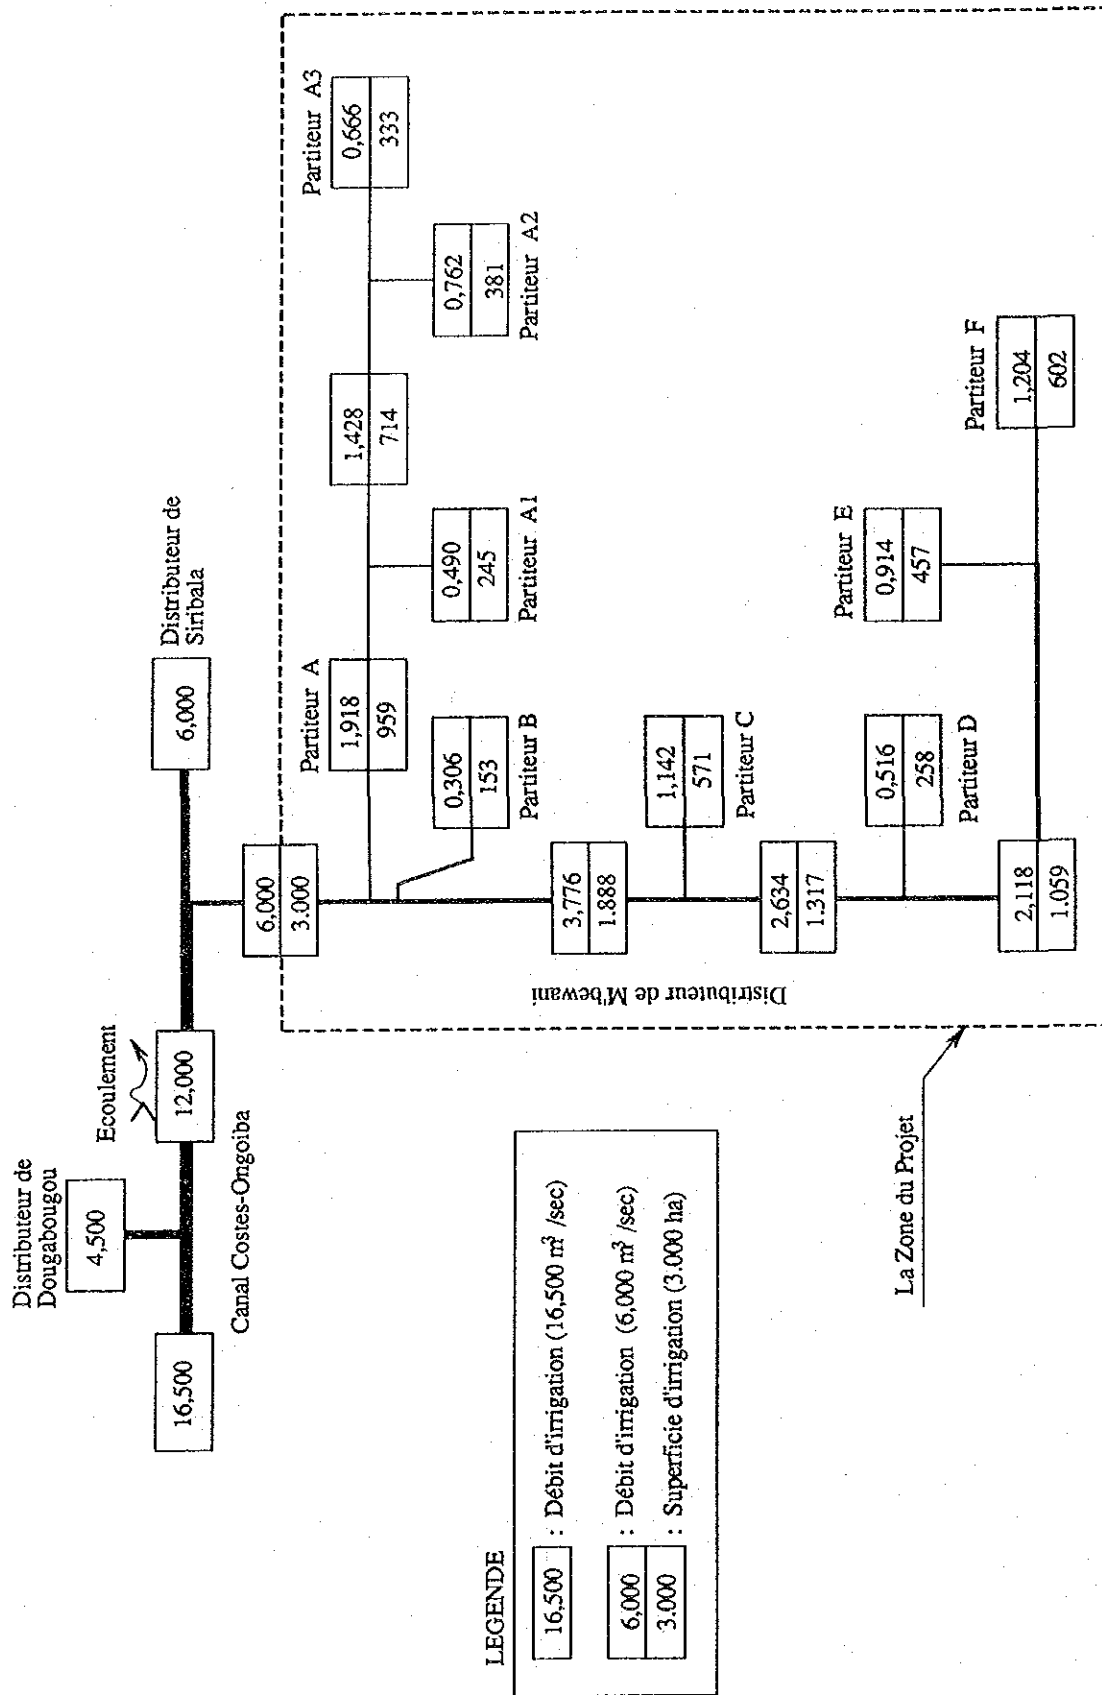 Distributeur de
Dougabougou
4,500
16,500
Canal Costes-Ongoiba
Ecoulement
12,000
Distributeur de
Siribala
6,000
6,000
3.000
Partiteur A
1,918
959
1,428
714
Partiteur A3
0,666
333
0,490
245
Partiteur A1
0,762
381
Partiteur A2
0,306
153
Partiteur B
Distributeur de M'bewani
3,776
1.888
1,142
571
Partiteur C
2,634
1.317
0,516
258
Partiteur D
Partiteur E
0,914
457
2,118
1.059
Partiteur F
1,204
602
La Zone du Projet
LEGENDE
16,500 : Débit d'irrigation (16,500 m³/sec)
6,000 : Débit d'irrigation (6,000 m³/sec)
3.000 : Superficie d'irrigation (3.000 ha)